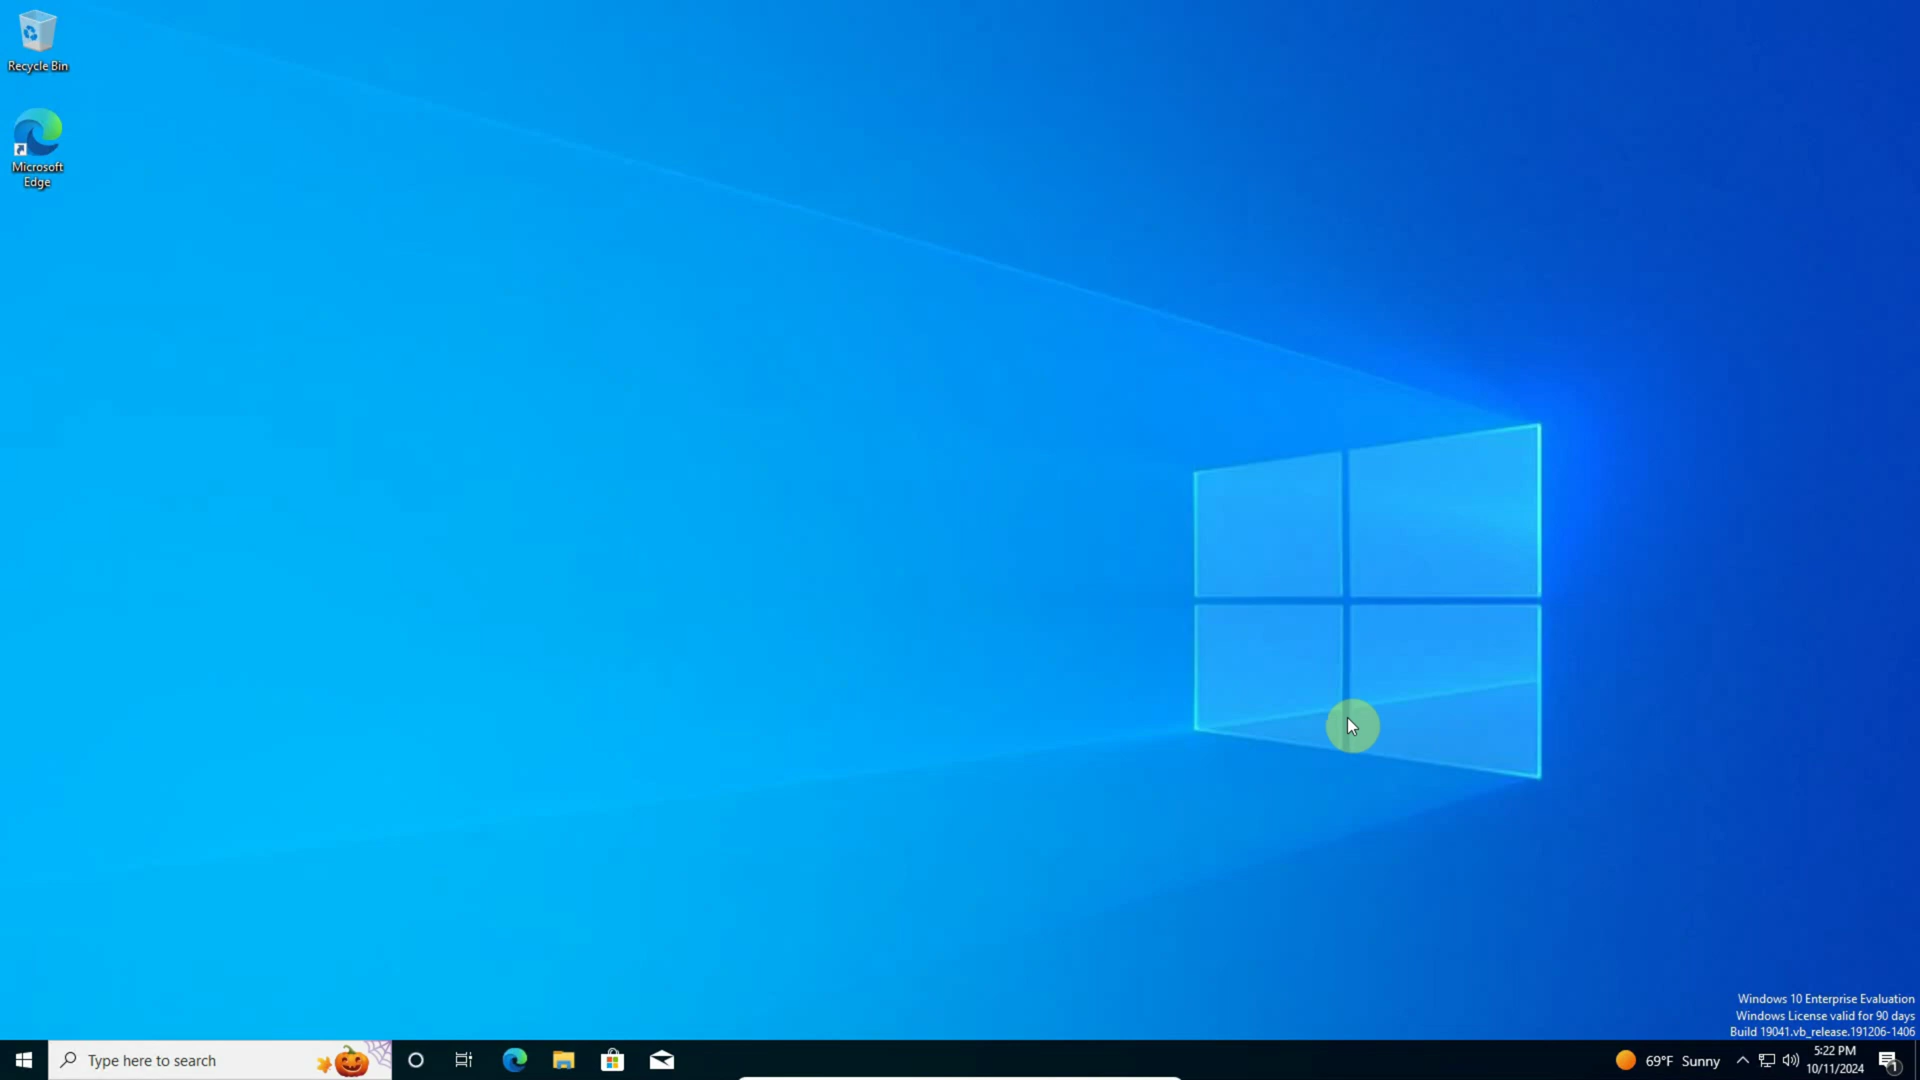 Recycle Bin
Microsoft
Edge
Windows 10 Enterprise Evaluation
Windows License valid for 90 days
Build 19041.vb_release.191206-1406
Type here to search
69°F Sunny
5:22 PM
10/11/2024
1